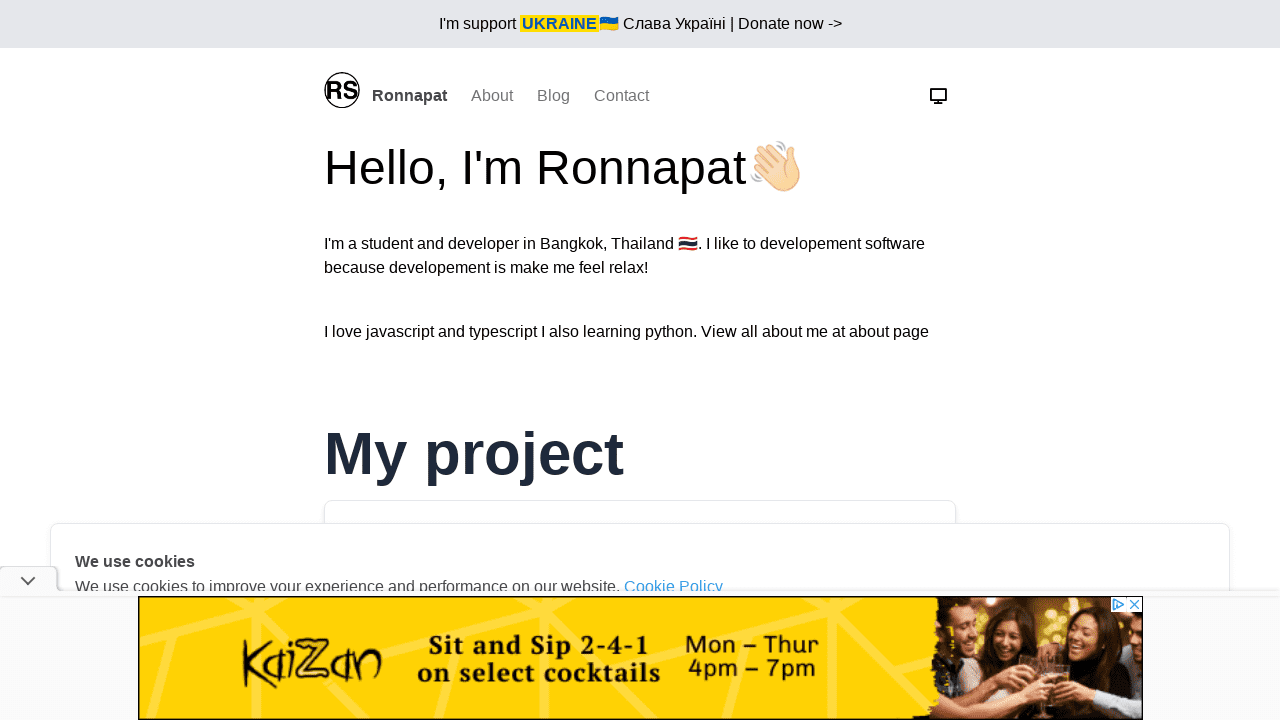 I'm support UKRAINE🇺🇦 Слава Україні | Donate now ->
RS Ronnapat About Blog Contact
Hello, I'm Ronnapat👋🏻
I'm a student and developer in Bangkok, Thailand 🇹🇭. I like to developement software
because developement is make me feel relax!
I love javascript and typescript I also learning python. View all about me at about page
My project
We use cookies
We use cookies to improve your experience and performance on our website. Cookie Policy
KaiZan
Sit and Sip 2-4-1
on select cocktails
Mon – Thur
4pm – 7pm